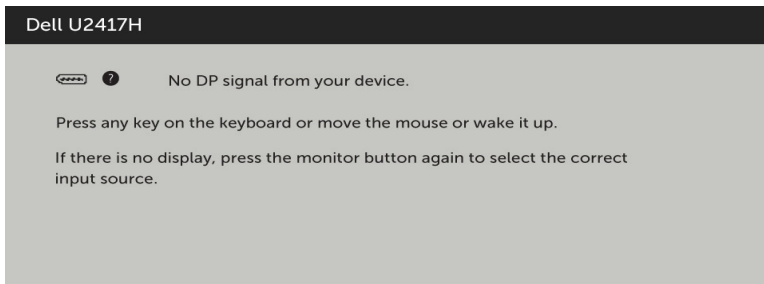 Dell U2417H
? No DP signal from your device.
Press any key on the keyboard or move the mouse or wake it up.
If there is no display, press the monitor button again to select the correct
input source.